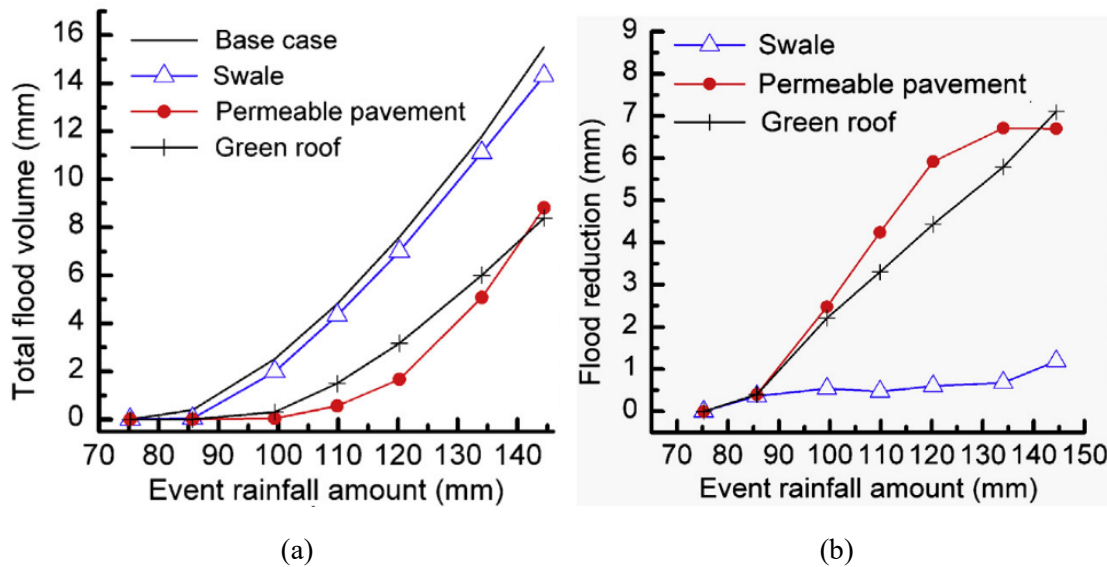 16
14
12
10
8
6
4
2
0
Total flood volume (mm)
Base case
Swale
Permeable pavement
Green roof
70 80 90 100 110 120 130 140
Event rainfall amount (mm)
(a)
9
8
7
6
5
4
3
2
1
0
Flood reduction (mm)
Swale
Permeable pavement
Green roof
70 80 90 100 110 120 130 140 150
Event rainfall amount (mm)
(b)